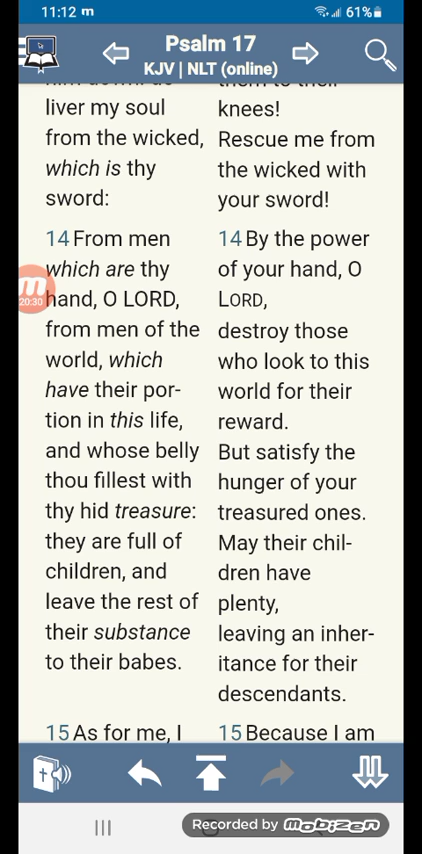 11:12 m
61%
Psalm 17
KJV | NLT (online)
liver my soul
from the wicked,
which is thy
sword:
14 From men
which are thy
hand, O LORD,
from men of the
world, which
have their por-
tion in this life,
and whose belly
thou fillest with
thy hid treasure:
they are full of
children, and
leave the rest of
their substance
to their babes.
15 As for me, I
them to their
knees!
Rescue me from
the wicked with
your sword!
14 By the power
of your hand, O
LORD,
destroy those
who look to this
world for their
reward.
But satisfy the
hunger of your
treasured ones.
May their chil-
dren have
plenty,
leaving an inher-
itance for their
descendants.
15 Because I am
m
20:30
Recorded by mobizen